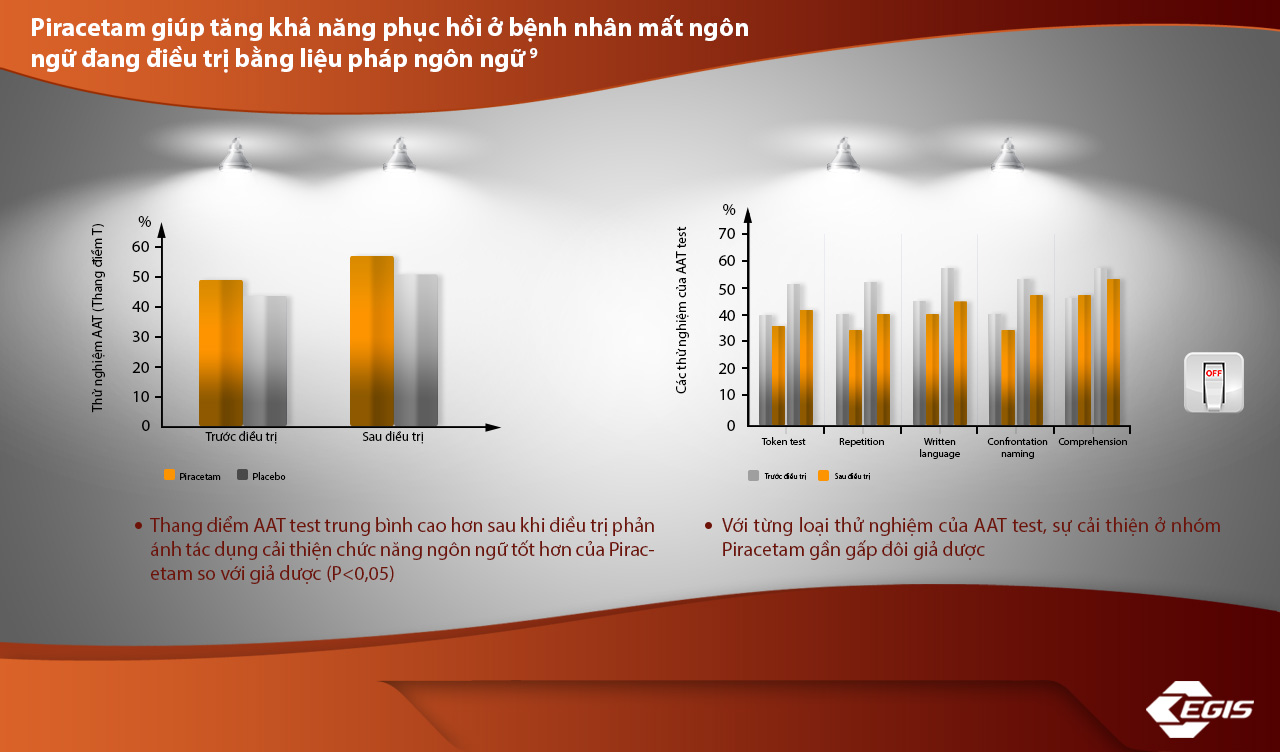 Piracetam giúp tăng khả năng phục hồi ở bệnh nhân mất ngôn
ngữ đang điều trị bằng liệu pháp ngôn ngữ 9
Thử nghiệm AAT (Thang điểm T)
%
60
50
40
30
20
10
0
Trước điều trị
Sau điều trị
Piracetam
Placebo
Các thử nghiệm của AAT test
%
70
60
50
40
30
20
10
0
Token test
Repetition
Written
language
Confrontation
naming
Comprehension
Trước điều trị
Sau điều trị
OFF
• Thang điểm AAT test trung bình cao hơn sau khi điều trị phản
ánh tác dụng cải thiện chức năng ngôn ngữ tốt hơn của Pirac-
etam so với giả dược (P<0,05)
• Với từng loại thử nghiệm của AAT test, sự cải thiện ở nhóm
Piracetam gần gấp đôi giả dược
EGIS